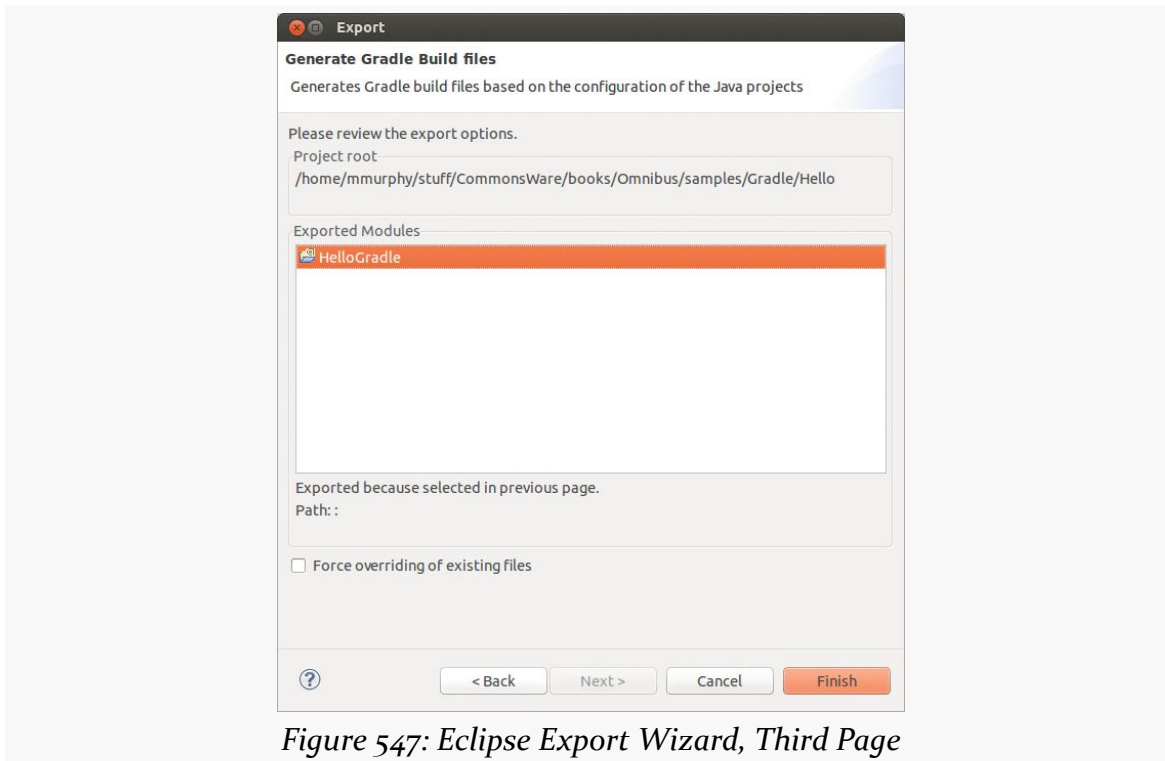 Export
Generate Gradle Build files
Generates Gradle build files based on the configuration of the Java projects
Please review the export options.
Project root
/home/mmurphy/stuff/CommonsWare/books/Omnibus/samples/Gradle/Hello
Exported Modules
HelloGradle
Exported because selected in previous page.
Path: :
Force overriding of existing files
? < Back Next > Cancel Finish
Figure 547: Eclipse Export Wizard, Third Page